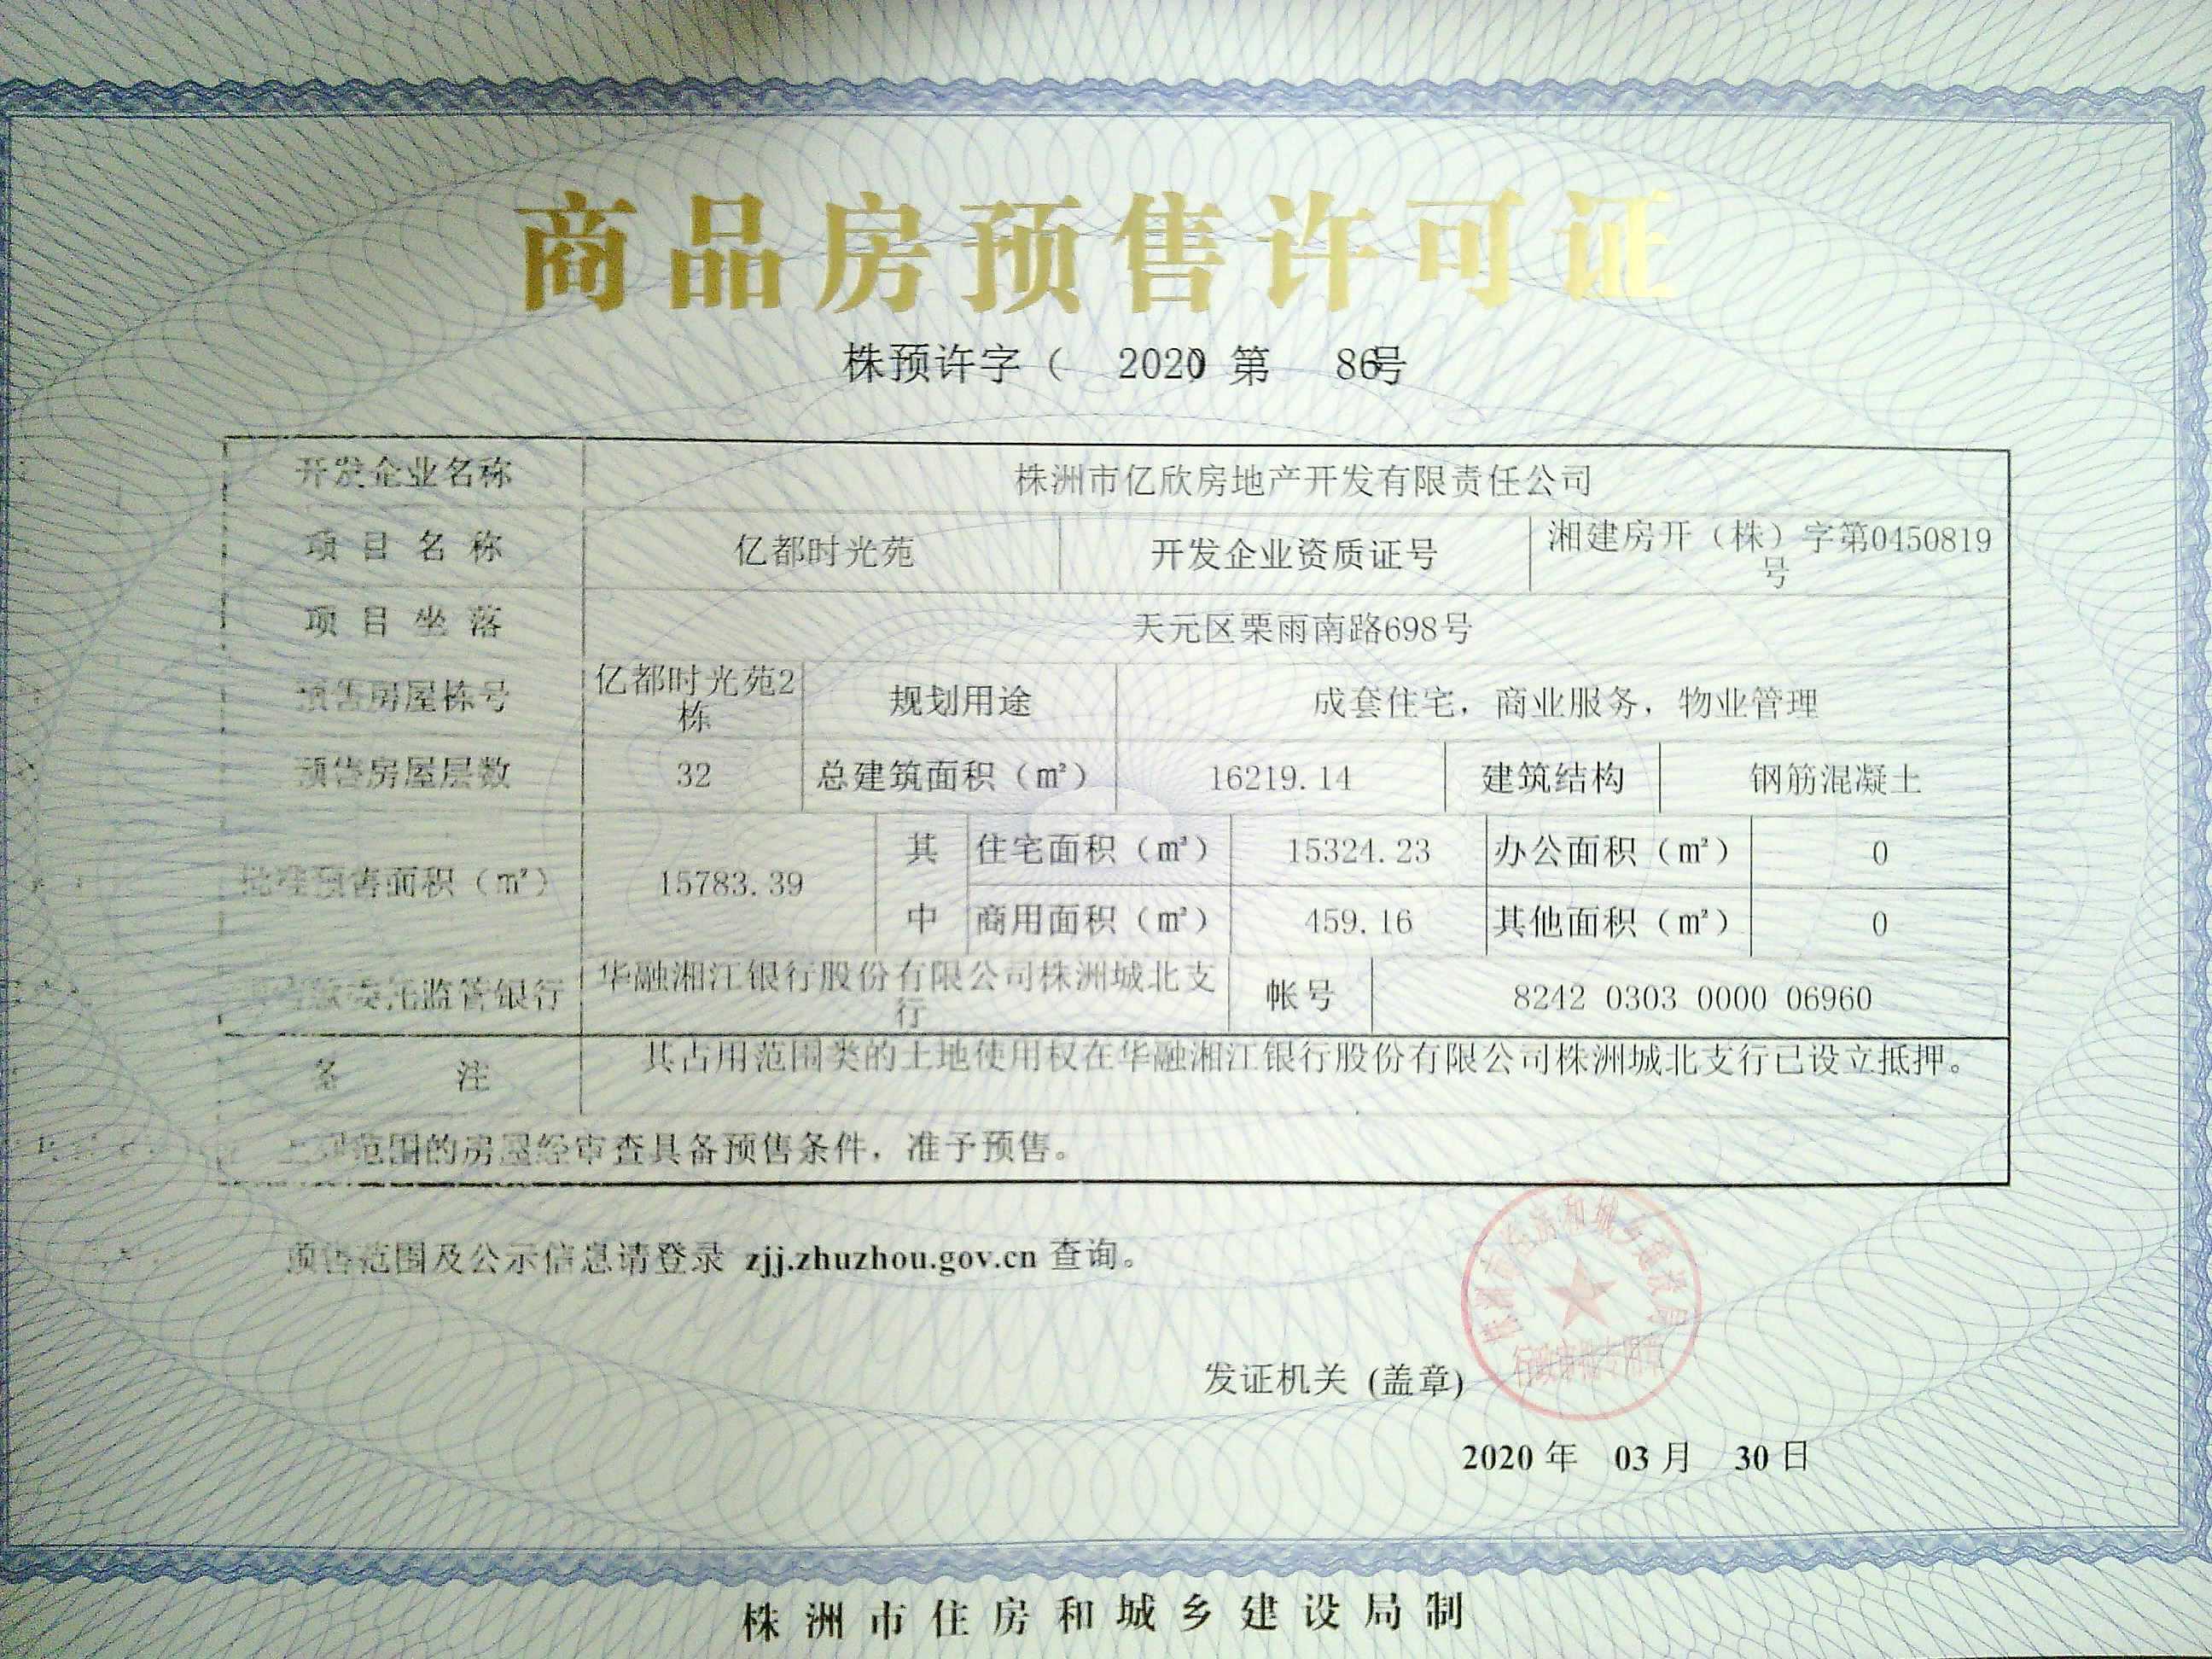 商品房预售许可证
株预许字（ 2020）第 86号
开发企业名称 株洲市亿欣房地产开发有限责任公司
项目名称 亿都时光苑 开发企业资质证号 湘建房开（株）字第0450819
号
项目坐落 天元区栗雨南路698号
预售房屋栋号 亿都时光苑2
栋 规划用途 成套住宅，商业服务，物业管理
预售房屋层数 32 总建筑面积（㎡） 16219.14 建筑结构 钢筋混凝土
批准预售面积（㎡） 15783.39 其 住宅面积（㎡） 15324.23 办公面积（㎡） 0
中 商用面积（㎡） 459.16 其他面积（㎡） 0
监管银行 华融湘江银行股份有限公司株洲城北支
行 帐号 8242 0303 0000 06960
备注 其占用范围类的土地使用权在华融湘江银行股份有限公司株洲城北支行已设立抵押。
上述范围的房屋经审查具备预售条件，准予预售。
预售范围及公示信息请登录 zjj.zhuzhou.gov.cn 查询。
株洲市住房和城乡建设局
发证机关 (盖章)
2020 年 03 月 30 日
株洲市住房和城乡建设局制